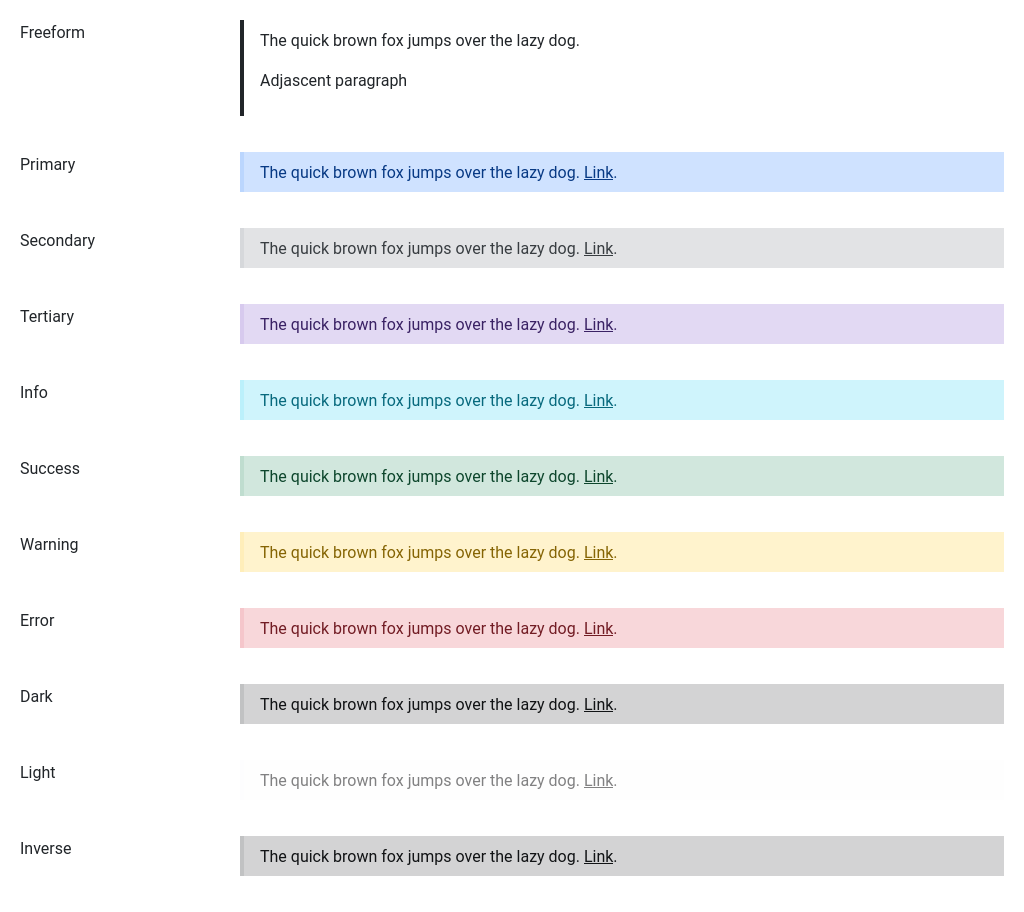 Freeform
The quick brown fox jumps over the lazy dog.
Adjascent paragraph
Primary
The quick brown fox jumps over the lazy dog. Link.
Secondary
The quick brown fox jumps over the lazy dog. Link.
Tertiary
The quick brown fox jumps over the lazy dog. Link.
Info
The quick brown fox jumps over the lazy dog. Link.
Success
The quick brown fox jumps over the lazy dog. Link.
Warning
The quick brown fox jumps over the lazy dog. Link.
Error
The quick brown fox jumps over the lazy dog. Link.
Dark
The quick brown fox jumps over the lazy dog. Link.
Light
The quick brown fox jumps over the lazy dog. Link.
Inverse
The quick brown fox jumps over the lazy dog. Link.